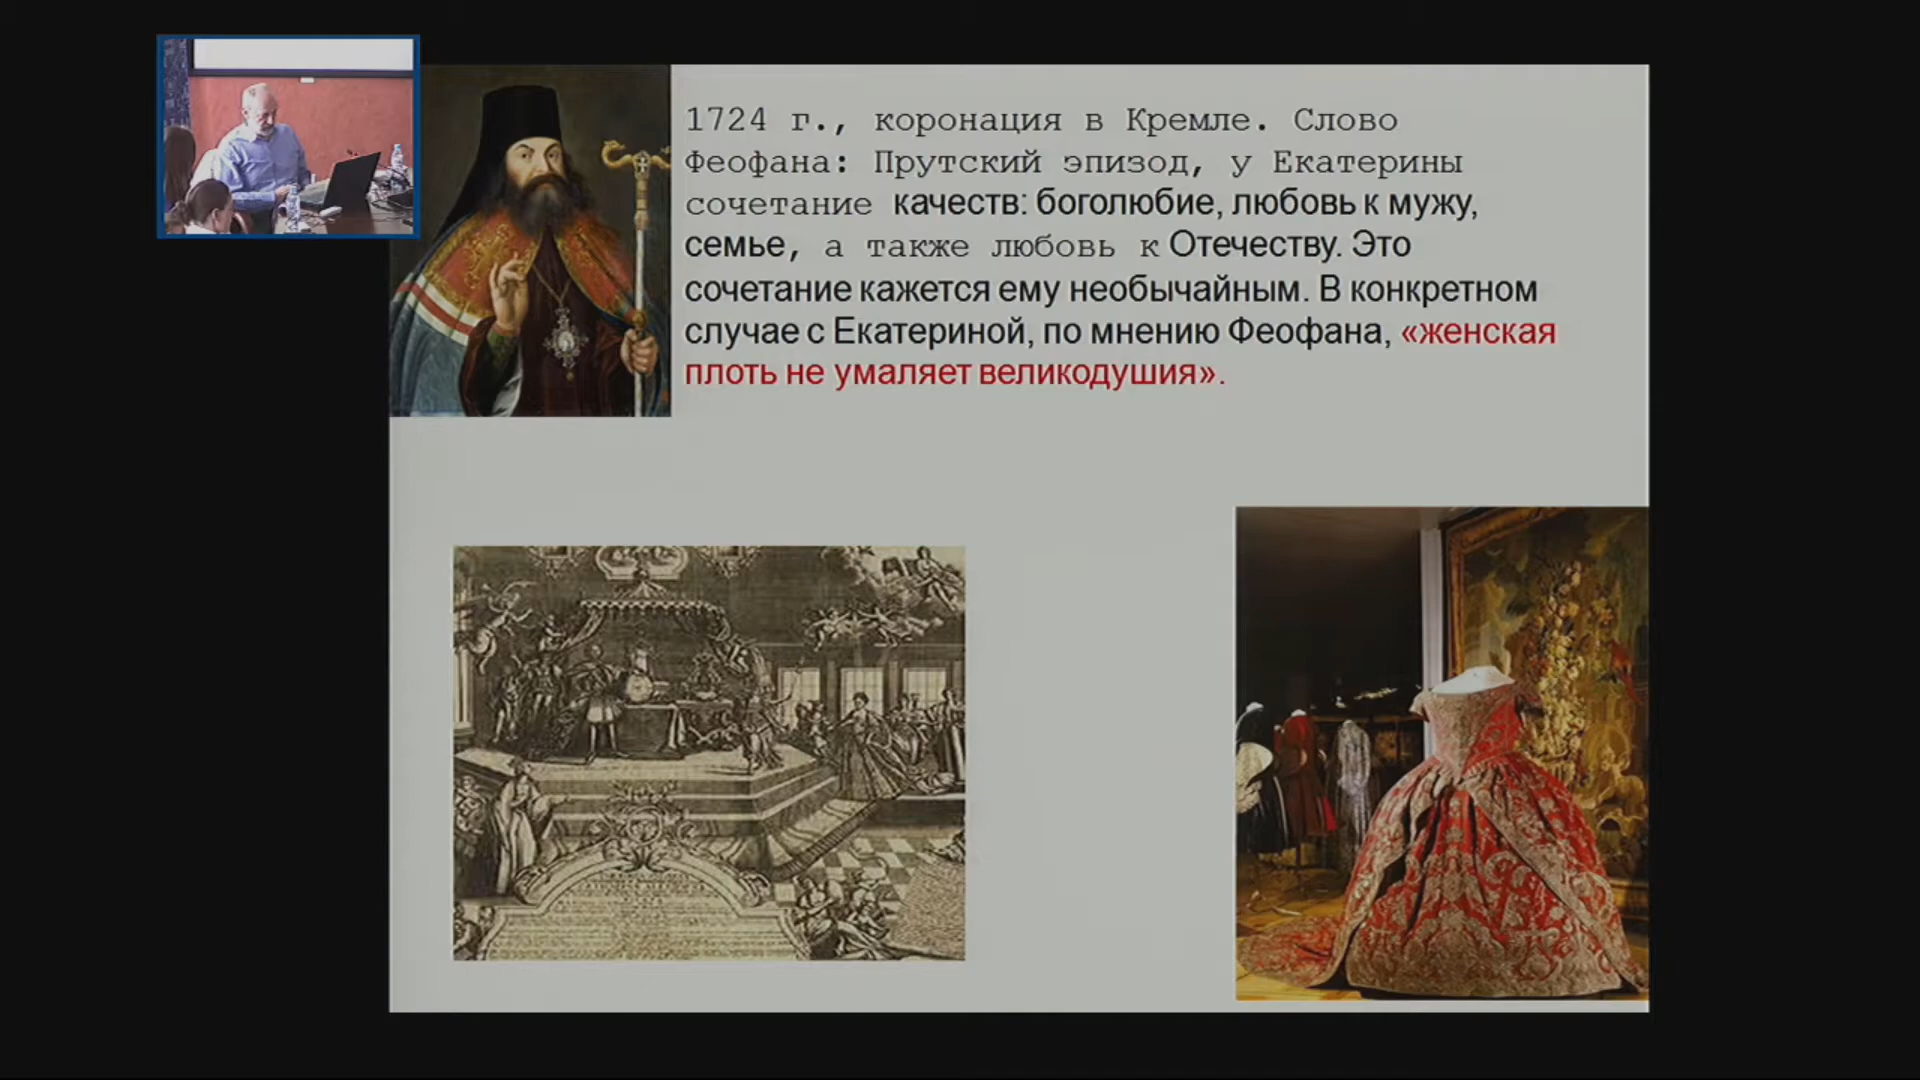 1724 г., коронация в Кремле. Слово
Феофана: Прутский эпизод, у Екатерины
сочетание качеств: боголюбие, любовь к мужу,
семье, а также любовь к Отечеству. Это
сочетание кажется ему необычайным. В конкретном
случае с Екатериной, по мнению Феофана, «женская
плоть не умаляет великодушия».